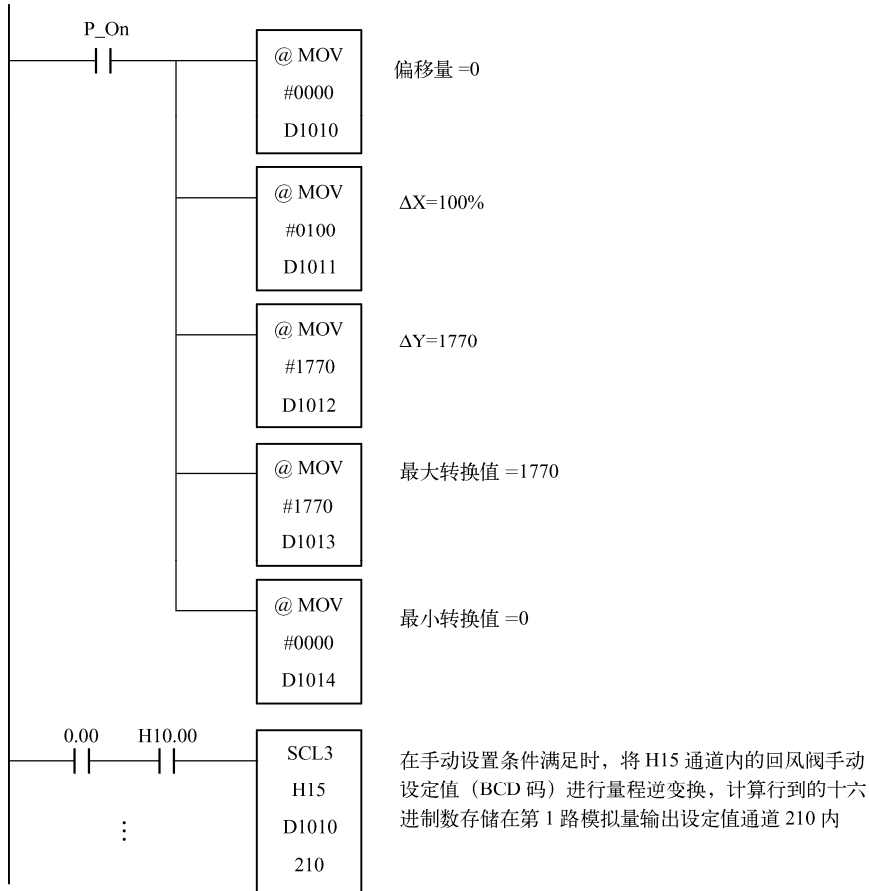 P_On
@ MOV
#0000
D1010
偏移量 =0
@ MOV
#0100
D1011
ΔX=100%
@ MOV
#1770
D1012
ΔY=1770
@ MOV
#1770
D1013
最大转换值 =1770
@ MOV
#0000
D1014
最小转换值 =0
0.00 H10.00
SCL3
H15
D1010
210
在手动设置条件满足时，将 H15 通道内的回风阀手动
设定值（BCD 码）进行量程逆变换，计算行到的十六
进制数存储在第 1 路模拟量输出设定值通道 210 内